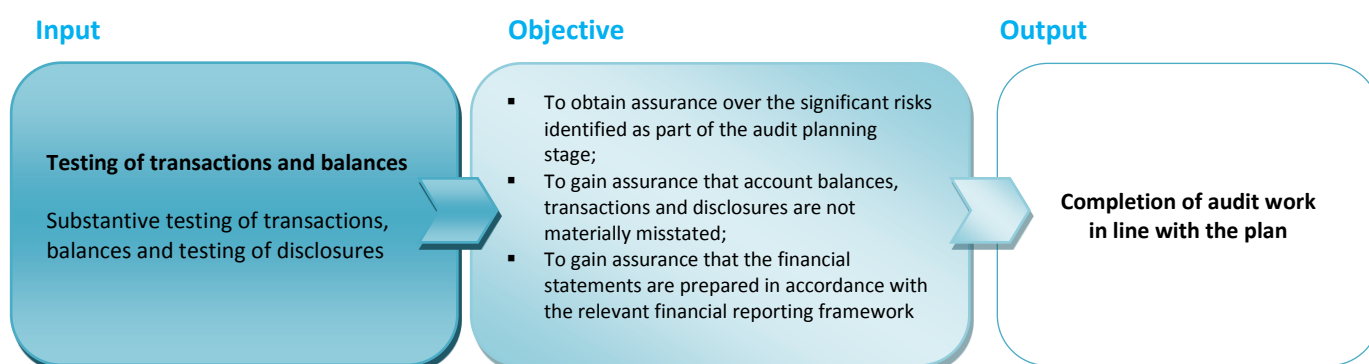 Input
Objective
Output
Testing of transactions and balances
Substantive testing of transactions,
balances and testing of disclosures
▪ To obtain assurance over the significant risks
identified as part of the audit planning
stage;
▪ To gain assurance that account balances,
transactions and disclosures are not
materially misstated;
▪ To gain assurance that the financial
statements are prepared in accordance with
the relevant financial reporting framework
Completion of audit work
in line with the plan